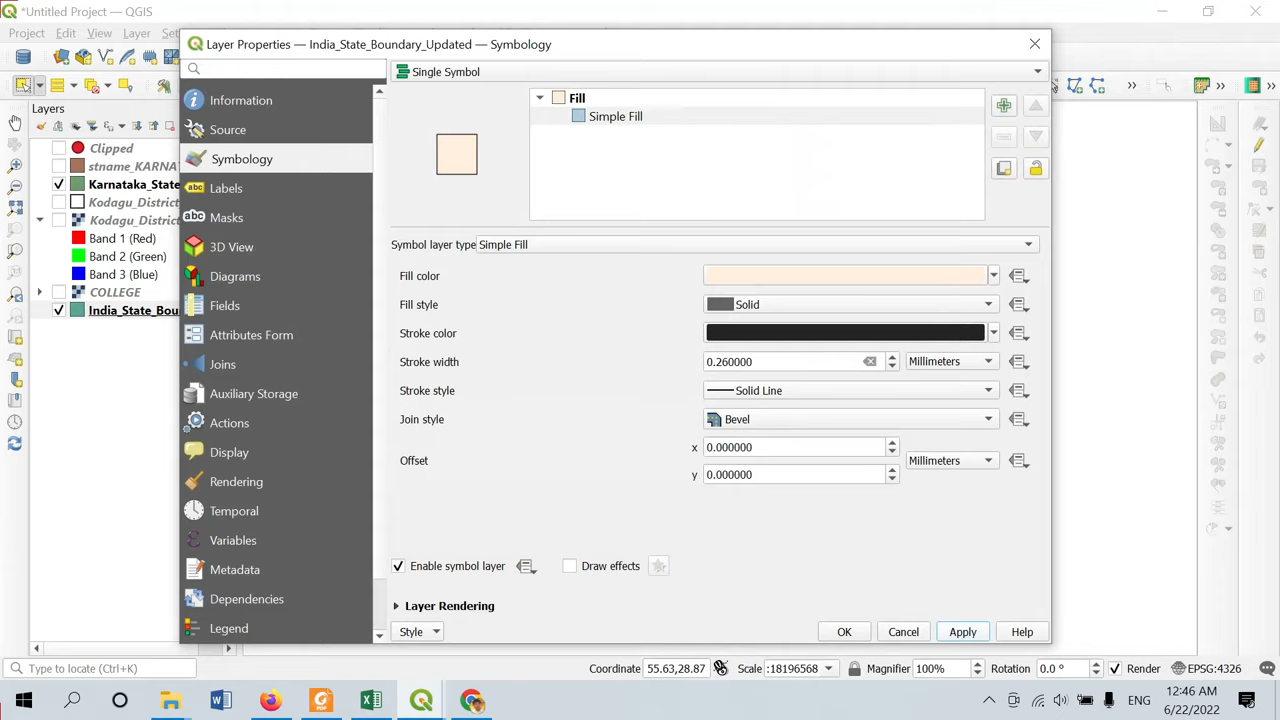 *Untitled Project — QGIS
Project Edit View Layer Set
Layer Properties — India_State_Boundary_Updated — Symbology
Single Symbol
Information
Source
Symbology
Labels
Masks
3D View
Diagrams
Fields
Attributes Form
Joins
Auxiliary Storage
Actions
Display
Rendering
Temporal
Variables
Metadata
Dependencies
Legend
Layers
Clipped
stname_KARNA
Karnataka_State
Kodagu_District
Kodagu_District
Band 1 (Red)
Band 2 (Green)
Band 3 (Blue)
COLLEGE
India_State_Bou
Fill
Simple Fill
Symbol layer type Simple Fill
Fill color
Fill style Solid
Stroke color
Stroke width 0.260000 Millimeters
Stroke style Solid Line
Join style Bevel
x 0.000000
Offset Millimeters
y 0.000000
Enable symbol layer Draw effects
Layer Rendering
Style OK Cancel Apply Help
Type to locate (Ctrl+K) Coordinate 55.63,28.87 Scale :18196568 Magnifier 100% Rotation 0.0 ° Render EPSG:4326
ENG 12:46 AM
6/22/2022